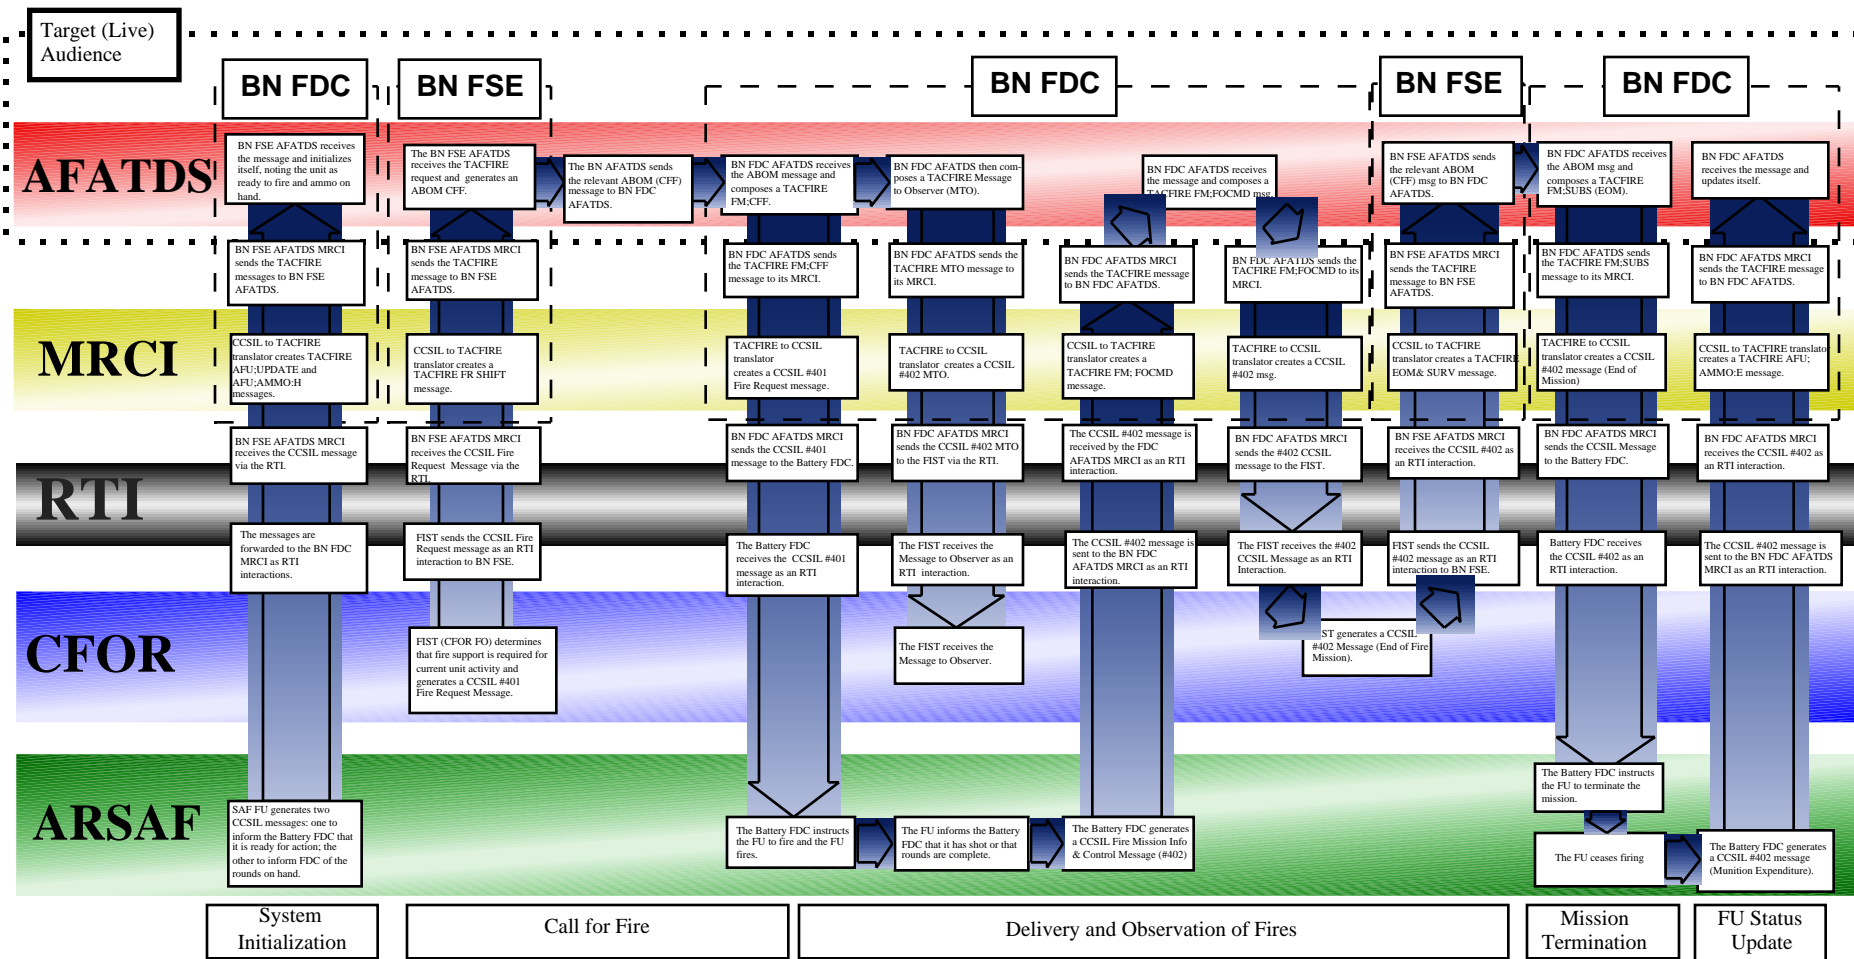 Target (Live)
Audience
BN FDC
BN FSE
BN FDC
BN FSE
BN FDC
AFATDS
BN FSE AFATDS receives
the message and initializes
itself, noting the unit as
ready to fire and ammo on
hand.
The BN FSE AFATDS
receives the TACFIRE
request and generates an
ABOM CFF.
The BN AFATDS sends
the relevant ABOM (CFF)
message to BN FDC
AFATDS.
BN FDC AFATDS receives
the ABOM message and
composes a TACFIRE
FM;CFF.
BN FDC AFATDS then com-
poses a TACFIRE Message
to Observer (MTO).
BN FDC AFATDS receives
the message and composes a
TACFIRE FM;FOCMD msg.
BN FSE AFATDS sends
the relevant ABOM
(CFF) msg to BN FDC
AFATDS.
BN FDC AFATDS receives
the ABOM msg and
composes a TACFIRE
FM;SUBS (EOM).
BN FDC AFATDS
receives the message and
updates itself.
BN FSE AFATDS MRCI
sends the TACFIRE
messages to BN FSE
AFATDS.
BN FSE AFATDS MRCI
sends the TACFIRE
message to BN FSE
AFATDS.
BN FDC AFATDS sends
the TACFIRE FM;CFF
message to its MRCI.
BN FDC AFATDS sends the
TACFIRE MTO message to
its MRCI.
BN FDC AFATDS MRCI
sends the TACFIRE message
to BN FDC AFATDS.
BN FDC AFATDS sends the
TACFIRE FM;FOCMD to its
MRCI.
BN FSE AFATDS MRCI
sends the TACFIRE
message to BN FSE
AFATDS.
BN FDC AFATDS sends
the TACFIRE FM;SUBS
message to its MRCI.
BN FDC AFATDS MRCI
sends the TACFIRE message
to BN FDC AFATDS.
MRCI
CCSIL to TACFIRE
translator creates TACFIRE
AFU;UPDATE and
AFU;AMMO:H
messages.
CCSIL to TACFIRE
translator creates a
TACFIRE FR SHIFT
message.
TACFIRE to CCSIL
translator
creates a CCSIL #401
Fire Request message.
TACFIRE to CCSIL
translator creates a CCSIL
#402 MTO.
CCSIL to TACFIRE
translator creates a
TACFIRE FM; FOCMD
message.
TACFIRE to CCSIL
translator creates a CCSIL
#402 msg.
CCSIL to TACFIRE
translator creates a TACFIRE
EOM& SURV message.
TACFIRE to CCSIL
translator creates a CCSIL
#402 message (End of
Mission)
CCSIL to TACFIRE translator
creates a TACFIRE AFU;
AMMO:E message.
BN FSE AFATDS MRCI
receives the CCSIL message
via the RTI.
BN FSE AFATDS MRCI
receives the CCSIL Fire
Request Message via the
RTI.
BN FDC AFATDS MRCI
sends the CCSIL #401
message to the Battery FDC.
BN FDC AFATDS MRCI
sends the CCSIL #402 MTO
to the FIST via the RTI.
The CCSIL #402 message is
received by the FDC
AFATDS MRCI as an RTI
interaction.
BN FDC AFATDS MRCI
sends the #402 CCSIL
message to the FIST.
BN FSE AFATDS MRCI
receives the CCSIL #402 as
an RTI interaction.
BN FDC AFATDS MRCI
sends the CCSIL Message
to the Battery FDC.
BN FDC AFATDS MRCI
receives the CCSIL #402 as
an RTI interaction.
RTI
The messages are
forwarded to the BN FDC
MRCI as RTI
interactions.
FIST sends the CCSIL Fire
Request message as an RTI
interaction to BN FSE.
The Battery FDC
receives the CCSIL #401
message as an RTI
interaction.
The FIST receives the
Message to Observer as an
RTI interaction.
The CCSIL #402 message is
sent to the BN FDC
AFATDS MRCI as an RTI
interaction.
The FIST receives the #402
CCSIL Message as an RTI
Interaction.
FIST sends the CCSIL
#402 message as an RTI
interaction to BN FSE.
Battery FDC receives
the CCSIL #402 as an
RTI interaction.
The CCSIL #402 message is
sent to the BN FDC AFATDS
MRCI as an RTI interaction.
CFOR
FIST (CFOR FO) determines
that fire support is required for
current unit activity and
generates a CCSIL #401
Fire Request Message.
The FIST receives the
Message to Observer.
ST generates a CCSIL
#402 Message (End of Fire
Mission).
ARSAF
SAF FU generates two
CCSIL messages: one to
inform the Battery FDC that
it is ready for action; the
other to inform FDC of the
rounds on hand.
The Battery FDC instructs
the FU to fire and the FU
fires.
The FU informs the Battery
FDC that it has shot or that
rounds are complete.
The Battery FDC generates
a CCSIL Fire Mission Info
& Control Message (#402)
The Battery FDC instructs
the FU to terminate the
mission.
The FU ceases firing
The Battery FDC generates
a CCSIL #402 message
(Munition Expenditure).
System
Initialization
Call for Fire
Delivery and Observation of Fires
Mission
Termination
FU Status
Update